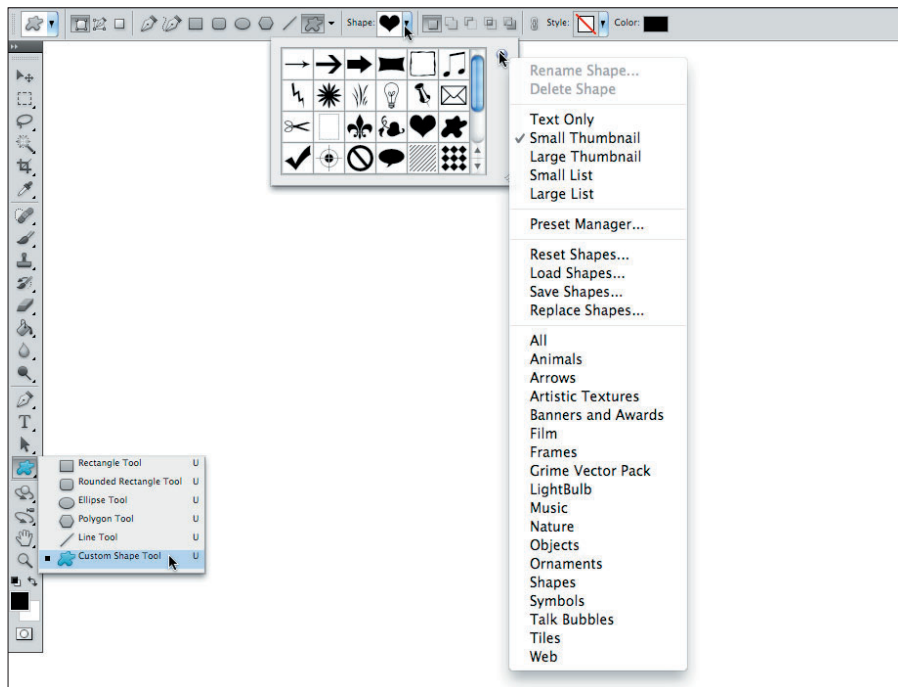 Shape:
Style:
Color:
Rename Shape...
Delete Shape
Text Only
✓ Small Thumbnail
Large Thumbnail
Small List
Large List
Preset Manager...
Reset Shapes...
Load Shapes...
Save Shapes...
Replace Shapes...
All
Animals
Arrows
Artistic Textures
Banners and Awards
Film
Frames
Grime Vector Pack
LightBulb
Music
Nature
Objects
Ornaments
Shapes
Symbols
Talk Bubbles
Tiles
Web
T
Rectangle Tool U
Rounded Rectangle Tool U
Ellipse Tool U
Polygon Tool U
Line Tool U
Custom Shape Tool U